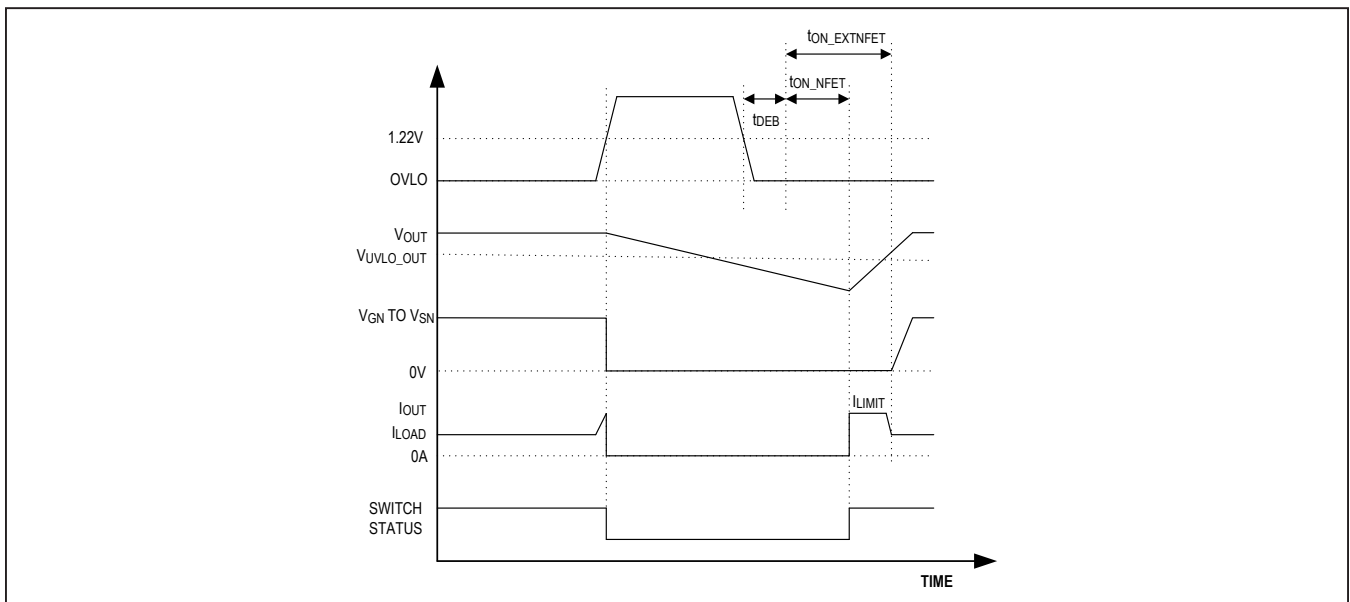 tON_EXTNFET
tON_NFET
tDEB
1.22V
OVLO
VOUT
VUVLO_OUT
VGN TO VSN
0V
IOUT
ILIMIT
ILOAD
0A
SWITCH
STATUS
TIME